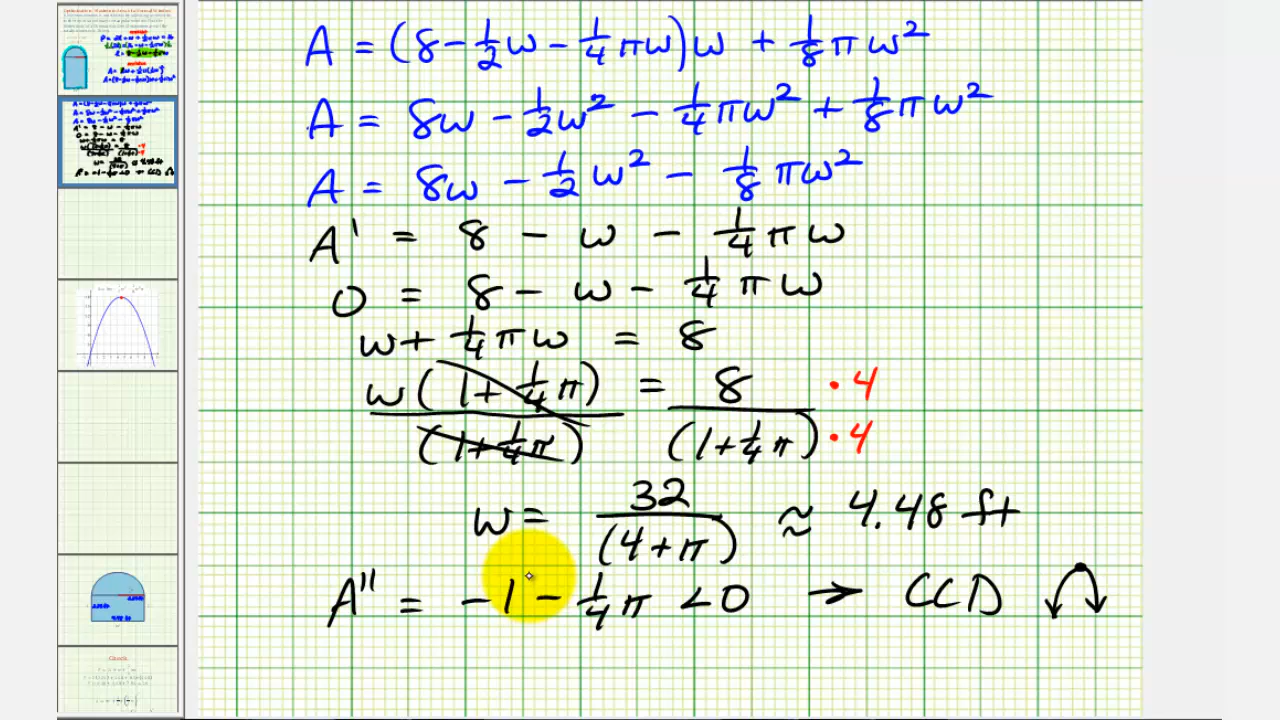 A = (8 - 1/2 w - 1/4 πw)w + 1/8 πw²
A = 8w - 1/2 w² - 1/4 πw² + 1/8 πw²
A = 8w - 1/2 w² - 1/8 πw²
A' = 8 - w - 1/4 π w
0 = 8 - w - 1/4 π w
w + 1/4 π w = 8
w(1 + 1/4 π) / (1 + 1/4 π) = 8 / (1 + 1/4 π) · 4 / · 4
w = 32 / (4 + π) ≈ 4.48 ft
A'' = -1 - 1/4 π < 0 → CCD